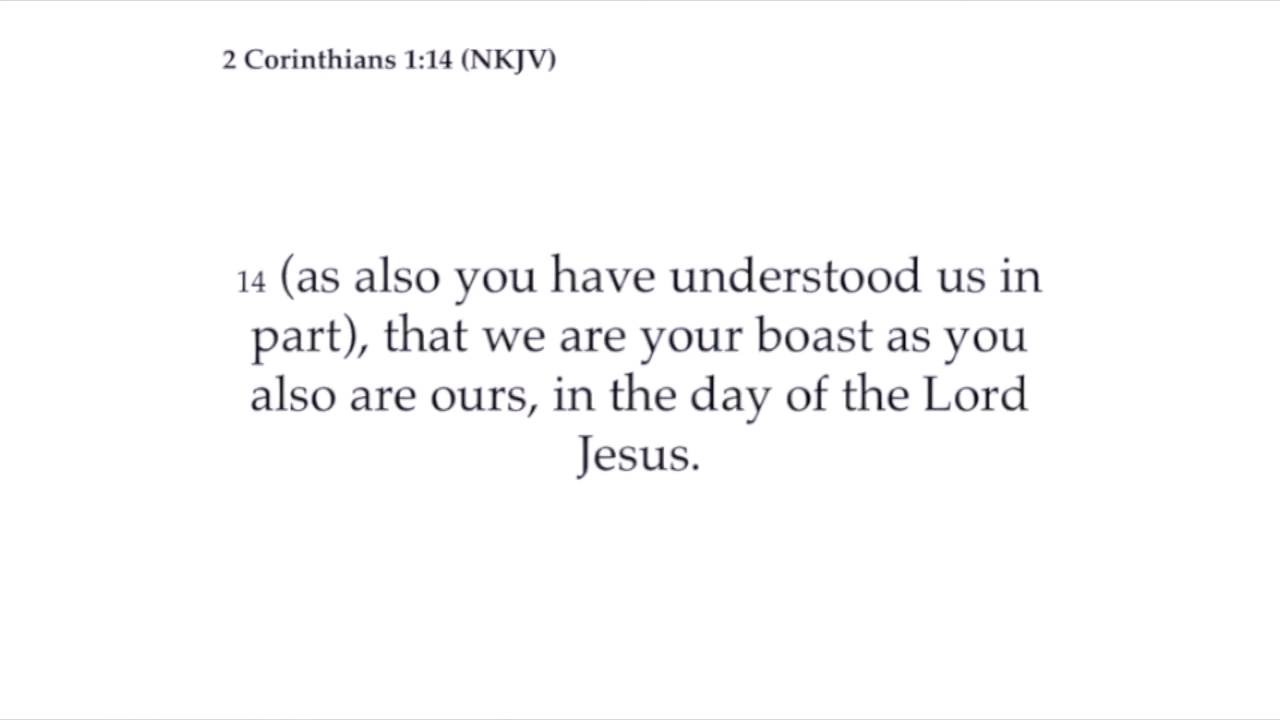 2 Corinthians 1:14 (NKJV)
14 (as also you have understood us in
part), that we are your boast as you
also are ours, in the day of the Lord
Jesus.